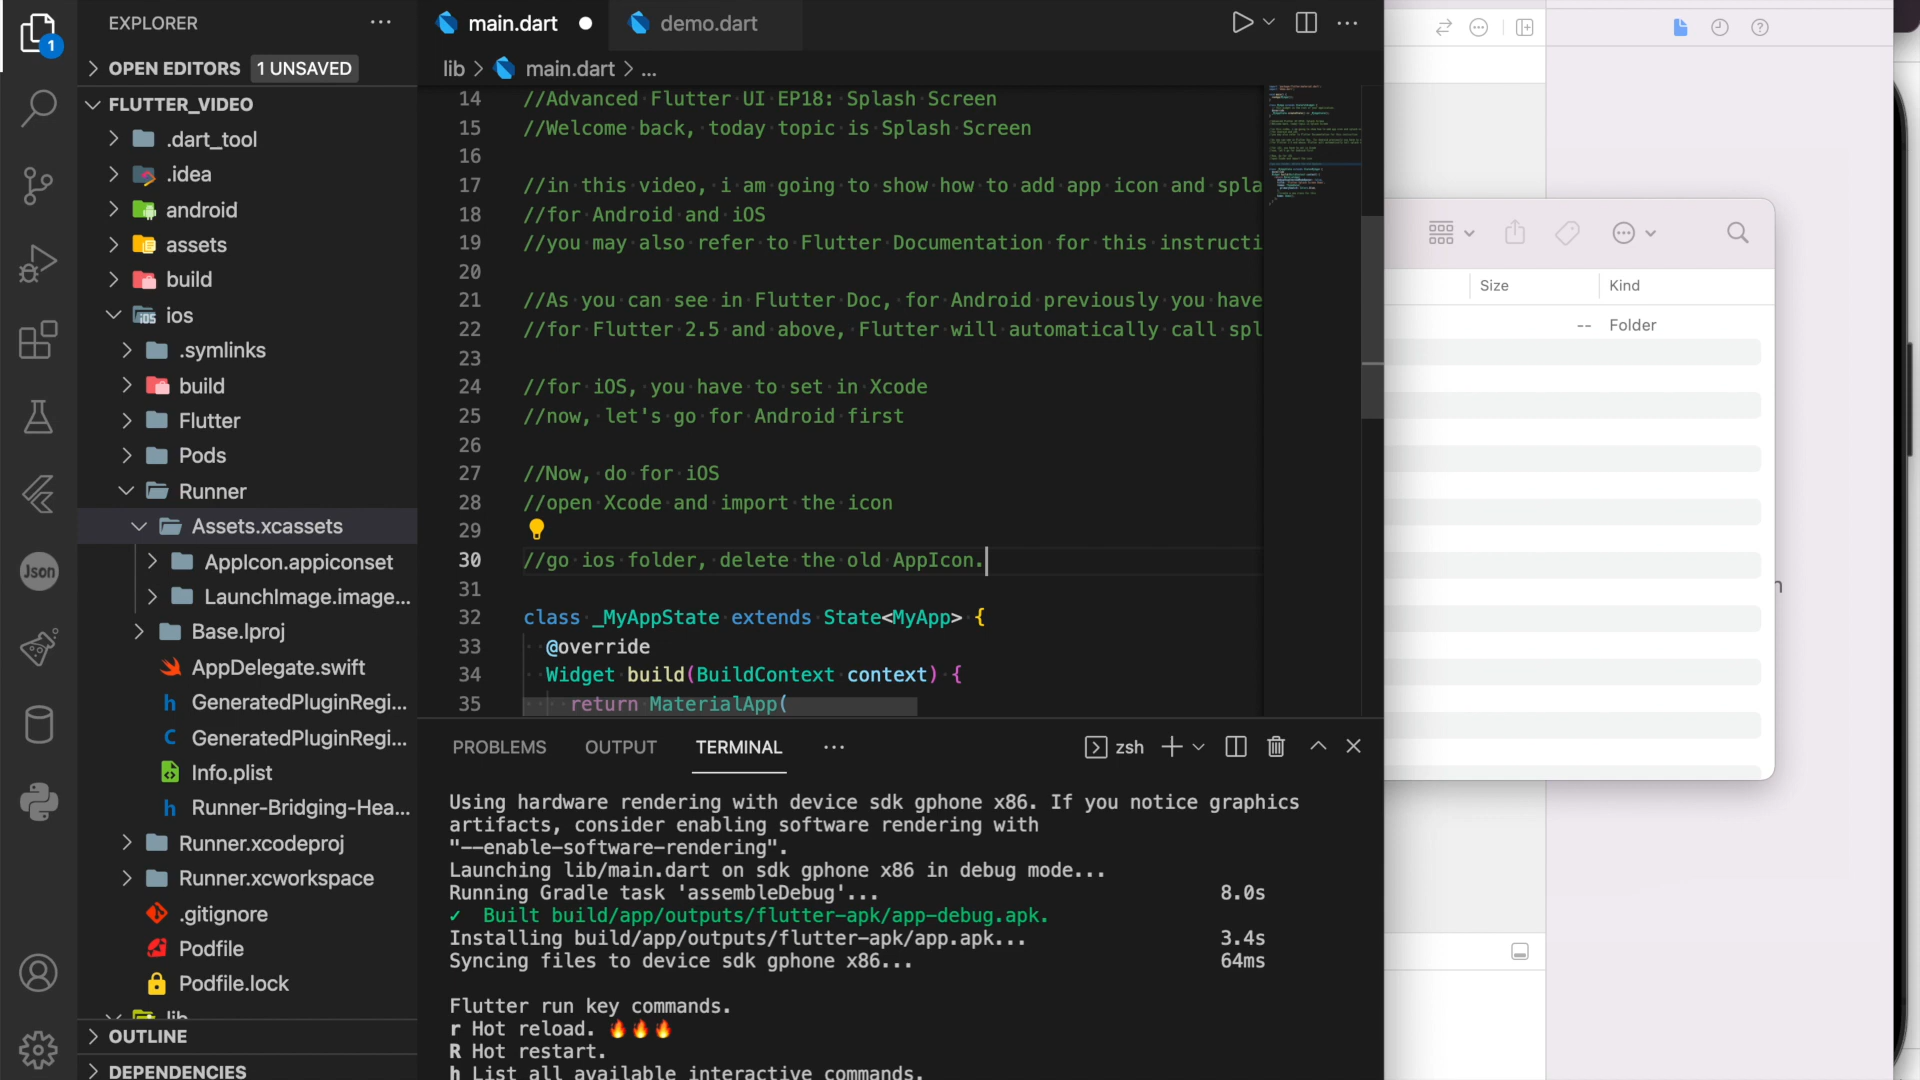 1
EXPLORER
OPEN EDITORS 1 UNSAVED
FLUTTER_VIDEO
.dart_tool
.idea
android
assets
build
ios
.symlinks
build
Flutter
Pods
Runner
Assets.xcassets
AppIcon.appiconset
LaunchImage.image...
Base.lproj
AppDelegate.swift
h GeneratedPluginRegi...
C GeneratedPluginRegi...
Info.plist
h Runner-Bridging-Hea...
Runner.xcodeproj
Runner.xcworkspace
.gitignore
Podfile
Podfile.lock
lib
OUTLINE
DEPENDENCIES
Json
main.dart
demo.dart
lib > main.dart > ...
14 //Advanced Flutter UI EP18: Splash Screen
15 //Welcome back, today topic is Splash Screen
16
17 //in this video, i am going to show how to add app icon and spla
18 //for Android and iOS
19 //you may also refer to Flutter Documentation for this instructi
20
21 //As you can see in Flutter Doc, for Android previously you have
22 //for Flutter 2.5 and above, Flutter will automatically call spl
23
24 //for iOS, you have to set in Xcode
25 //now, let's go for Android first
26
27 //Now, do for iOS
28 //open Xcode and import the icon
29
30 //go ios folder, delete the old AppIcon.
31
32 class _MyAppState extends State<MyApp> {
33 @override
34 Widget build(BuildContext context) {
35 return MaterialApp(
PROBLEMS OUTPUT TERMINAL ... zsh
Using hardware rendering with device sdk gphone x86. If you notice graphics
artifacts, consider enabling software rendering with
"--enable-software-rendering".
Launching lib/main.dart on sdk gphone x86 in debug mode...
Running Gradle task 'assembleDebug'... 8.0s
✓ Built build/app/outputs/flutter-apk/app-debug.apk.
Installing build/app/outputs/flutter-apk/app.apk... 3.4s
Syncing files to device sdk gphone x86... 64ms
Flutter run key commands.
r Hot reload. 🔥🔥🔥
R Hot restart.
h List all available interactive commands.
Size Kind
-- Folder
n